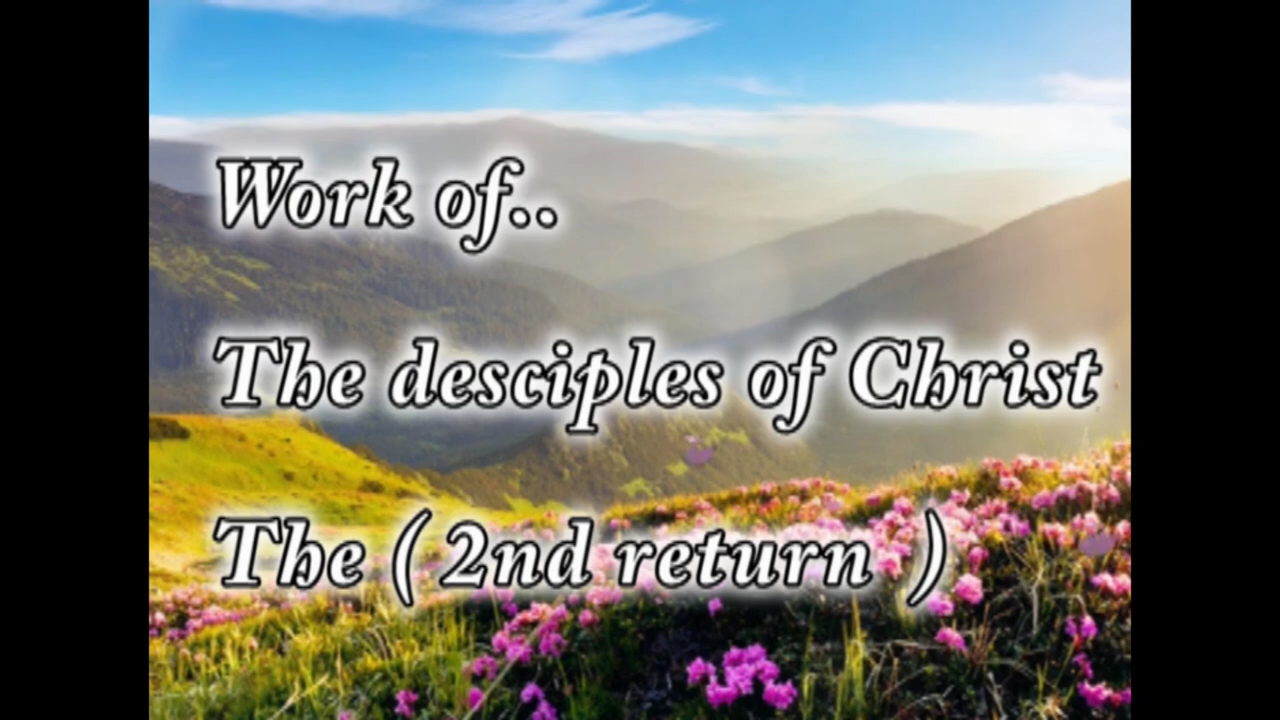 Work of..
The desciples of Christ
The ( 2nd return  )